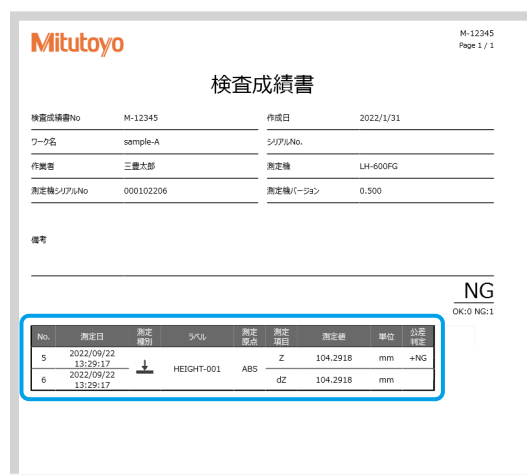 Mitutoyo
M-12345
Page 1 / 1
検査成績書
検査成績書No M-12345 作成日 2022/1/31
ワーク名 sample-A シリアルNo.
作業者 三豊太郎 測定機 LH-600FG
測定機シリアルNo 000102206 測定機バージョン 0.500
備考
NG
OK:0 NG:1
No. 測定日 測定種別 ラベル 測定原点 測定項目 測定値 単位 公差判定
5 2022/09/22 13:29:17 HEIGHT-001 ABS Z 104.2918 mm +NG
6 2022/09/22 13:29:17 dZ 104.2918 mm